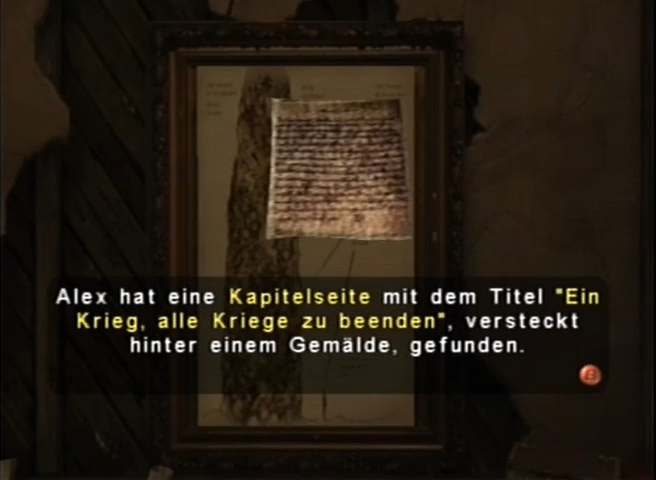 Alex hat eine Kapitelseite mit dem Titel "Ein
Krieg, alle Kriege zu beenden", versteckt
hinter einem Gemälde, gefunden.
B